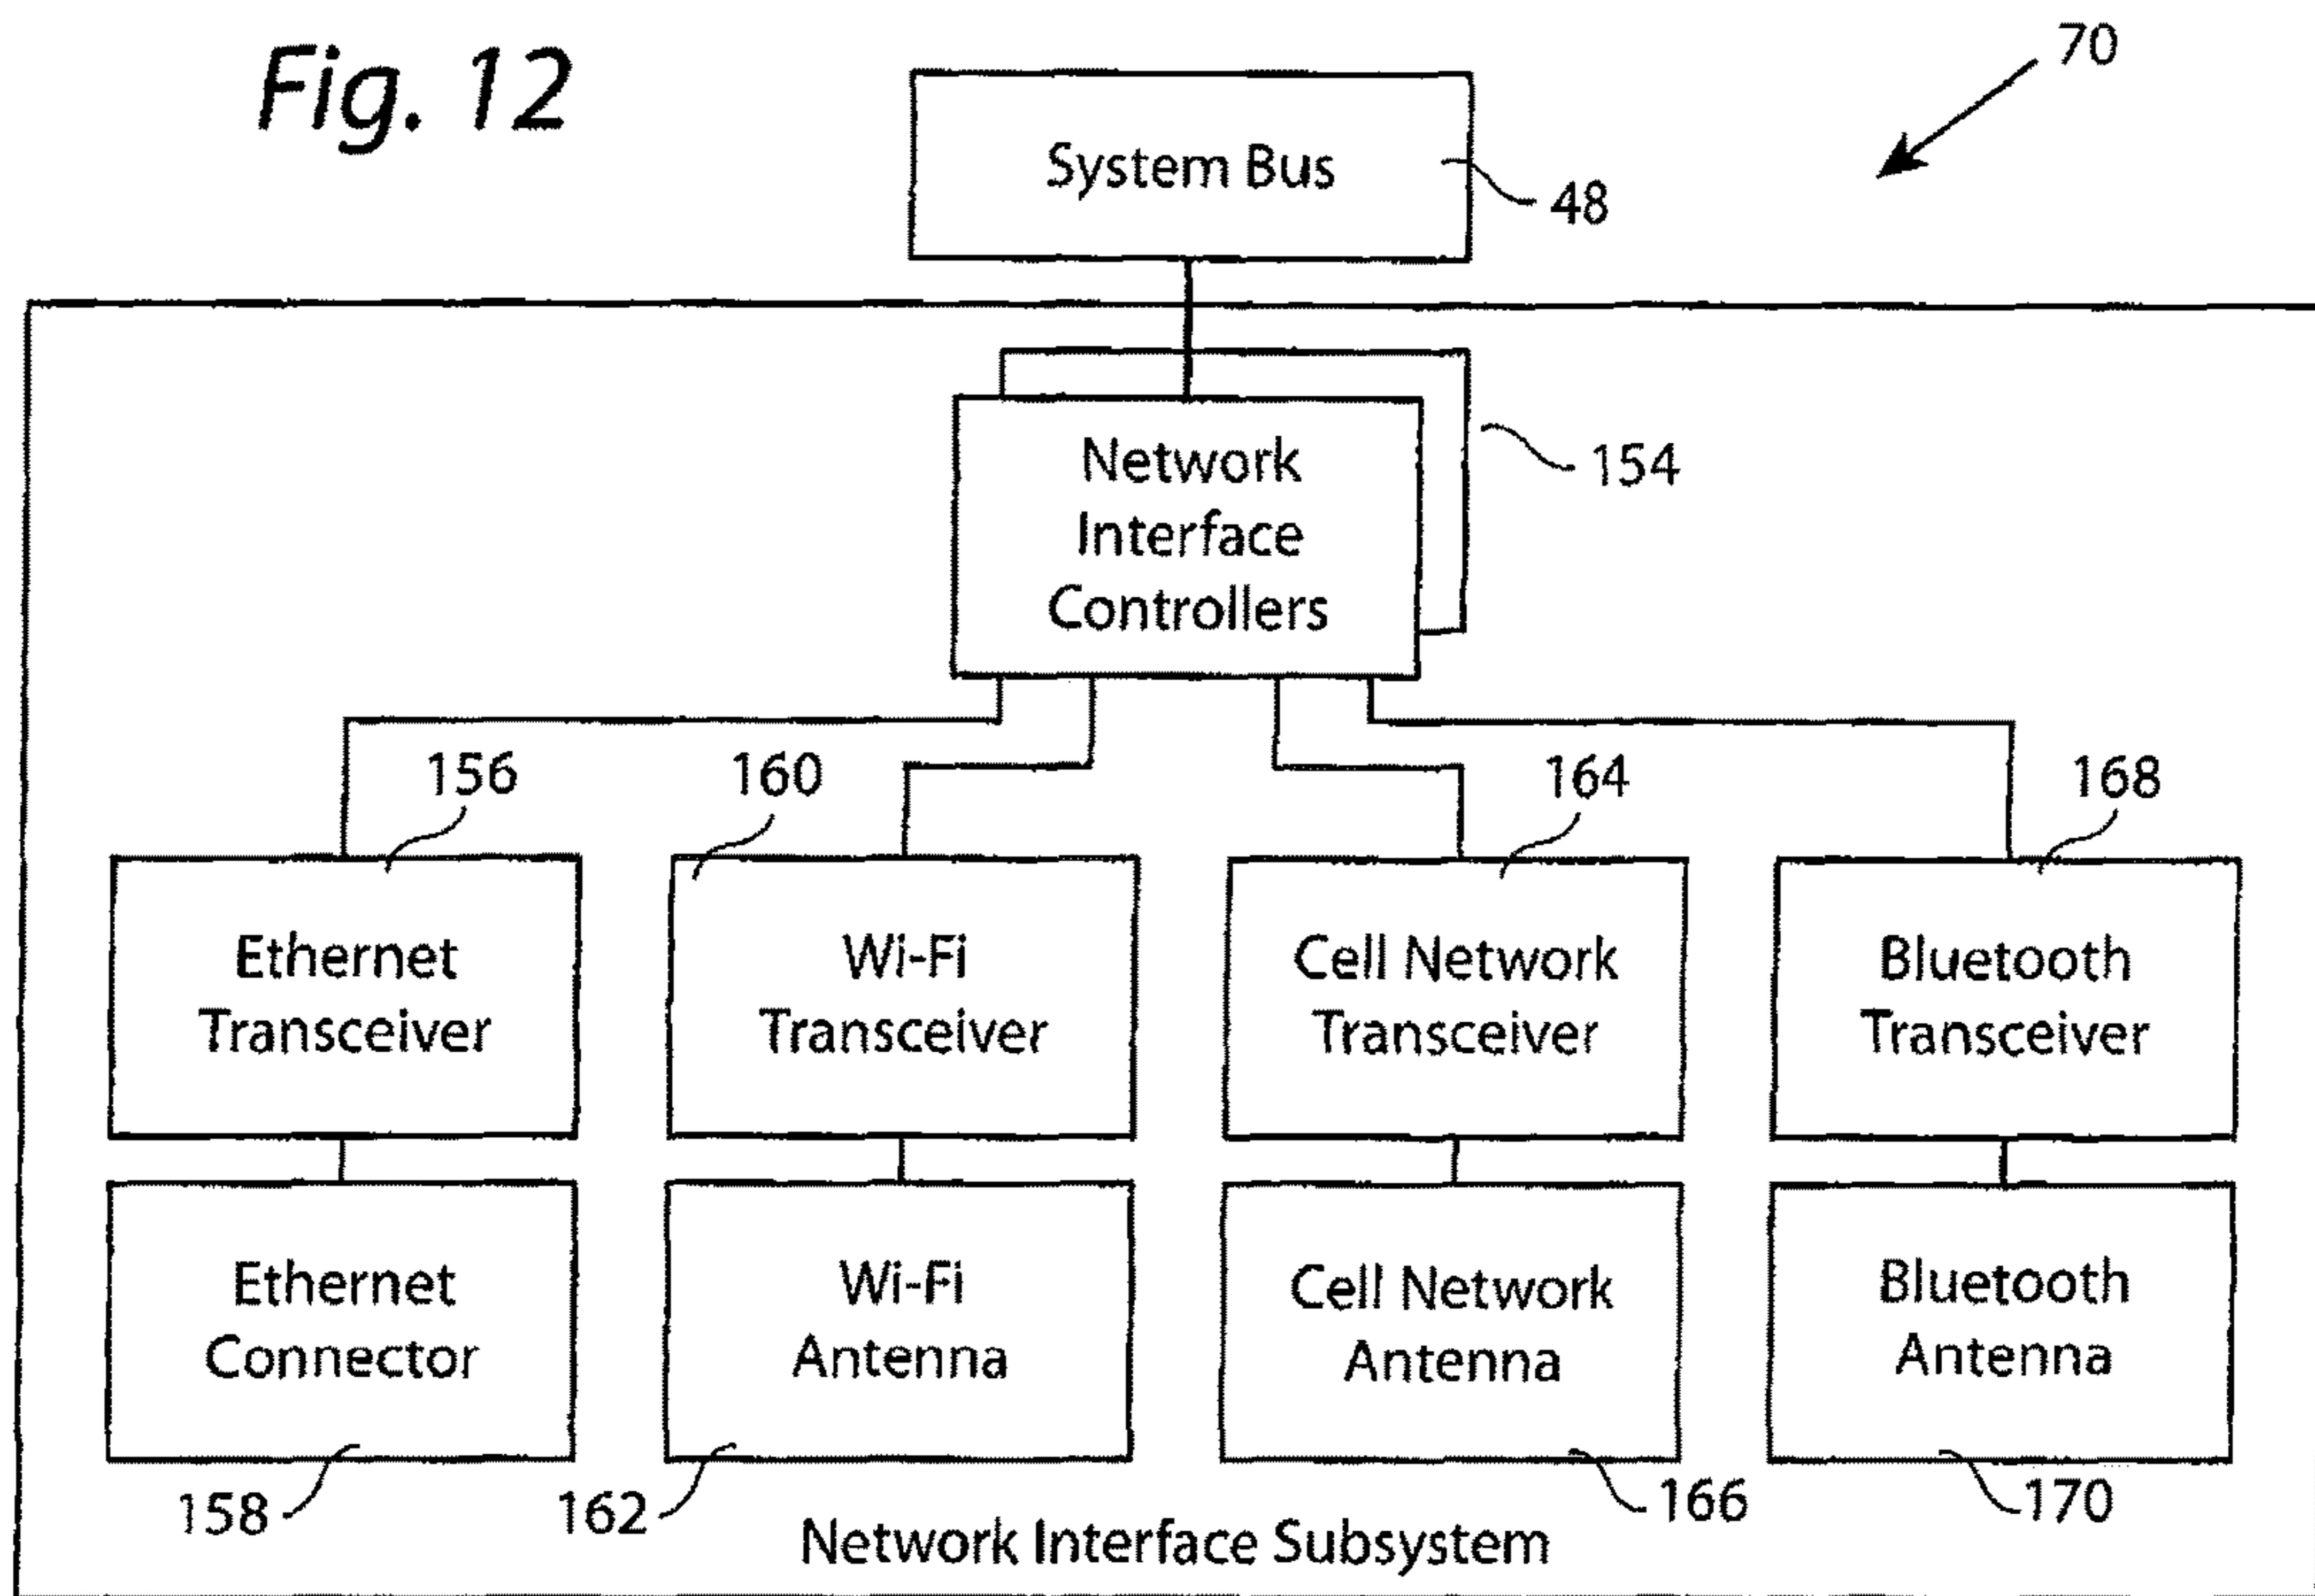 Fig. 12
70
System Bus
48
Network
Interface
Controllers
154
156
160
164
168
Ethernet
Transceiver
Wi-Fi
Transceiver
Cell Network
Transceiver
Bluetooth
Transceiver
Ethernet
Connector
Wi-Fi
Antenna
Cell Network
Antenna
Bluetooth
Antenna
158
162
166
170
Network Interface Subsystem